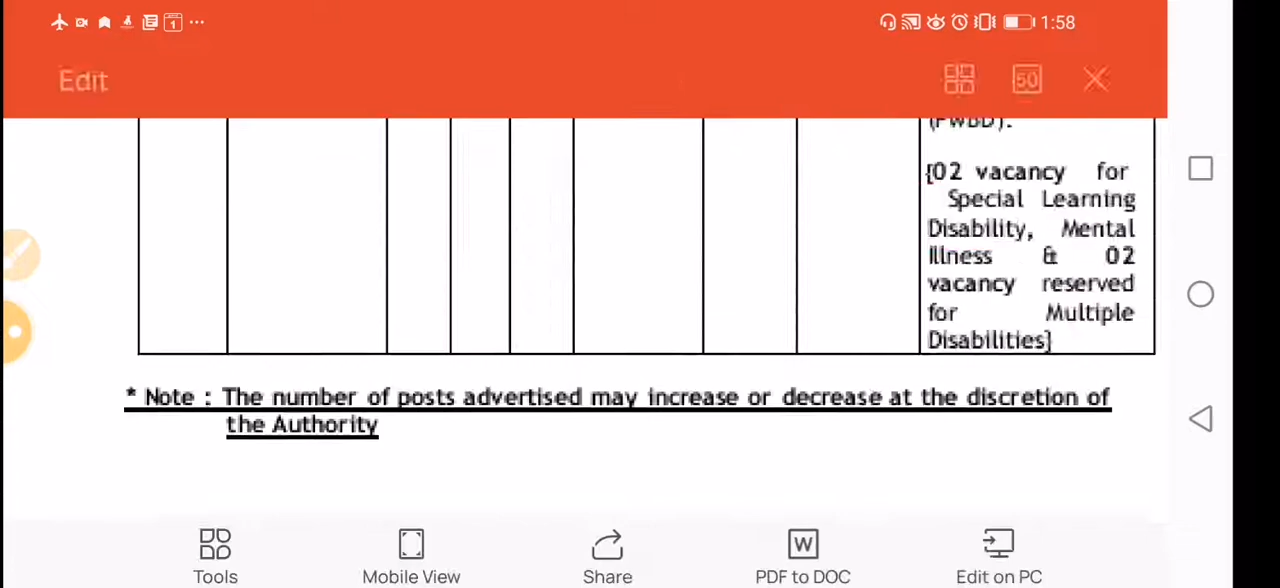 1:58
1
Edit
50
(PWBD).
{02 vacancy for
Special Learning
Disability, Mental
Illness & 02
vacancy reserved
for Multiple
Disabilities]
* Note : The number of posts advertised may increase or decrease at the discretion of
the Authority
W
Tools Mobile View Share PDF to DOC Edit on PC